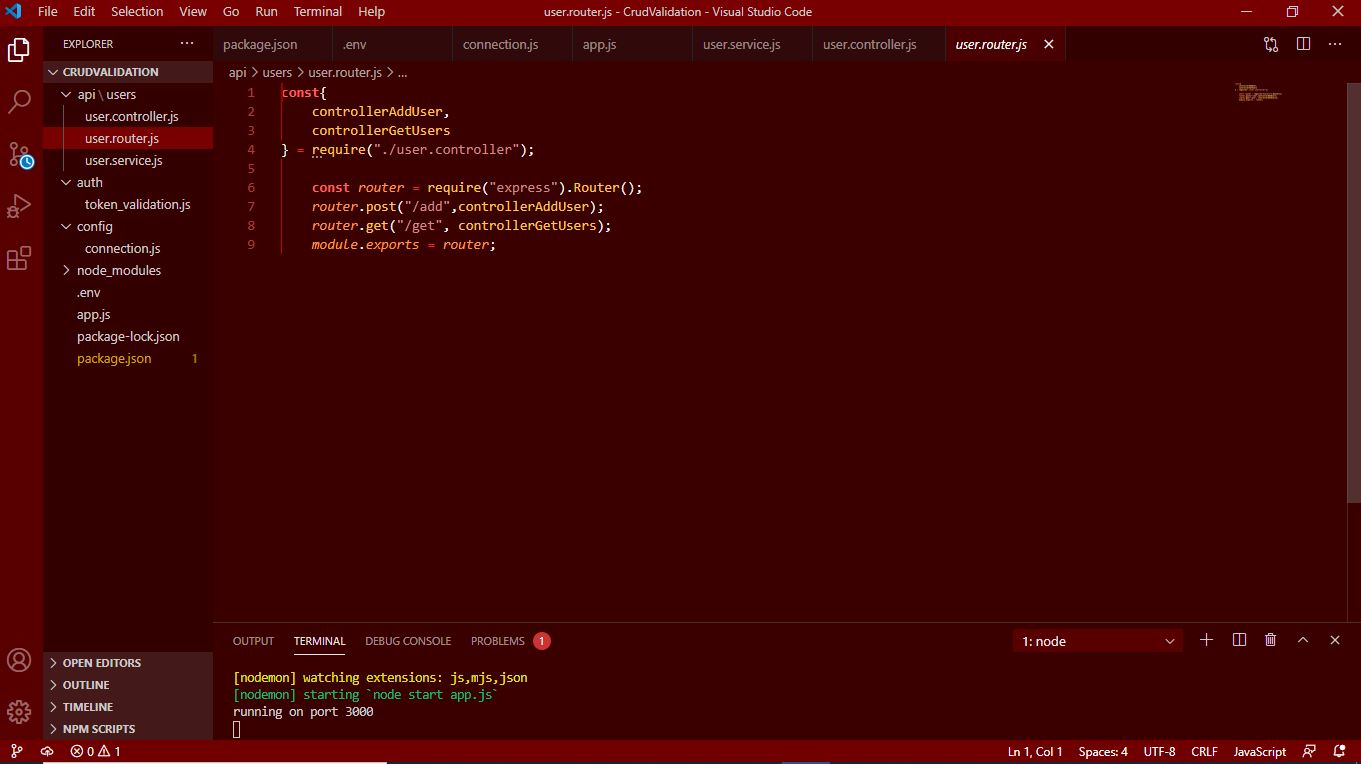 File Edit Selection View Go Run Terminal Help user.router.js - CrudValidation - Visual Studio Code
EXPLORER ··· package.json .env connection.js app.js user.service.js user.controller.js user.router.js
CRUDVALIDATION
api \ users
user.controller.js
user.router.js
user.service.js
auth
token_validation.js
config
connection.js
node_modules
.env
app.js
package-lock.json
package.json 1
OPEN EDITORS
OUTLINE
TIMELINE
NPM SCRIPTS
api > users > user.router.js > ...
1 const{
2 controllerAddUser,
3 controllerGetUsers
4 } = require("./user.controller");
5
6 const router = require("express").Router();
7 router.post("/add",controllerAddUser);
8 router.get("/get", controllerGetUsers);
9 module.exports = router;
OUTPUT TERMINAL DEBUG CONSOLE PROBLEMS 1 1: node
[nodemon] watching extensions: js,mjs,json
[nodemon] starting `node start app.js`
running on port 3000
0 1 Ln 1, Col 1 Spaces: 4 UTF-8 CRLF JavaScript